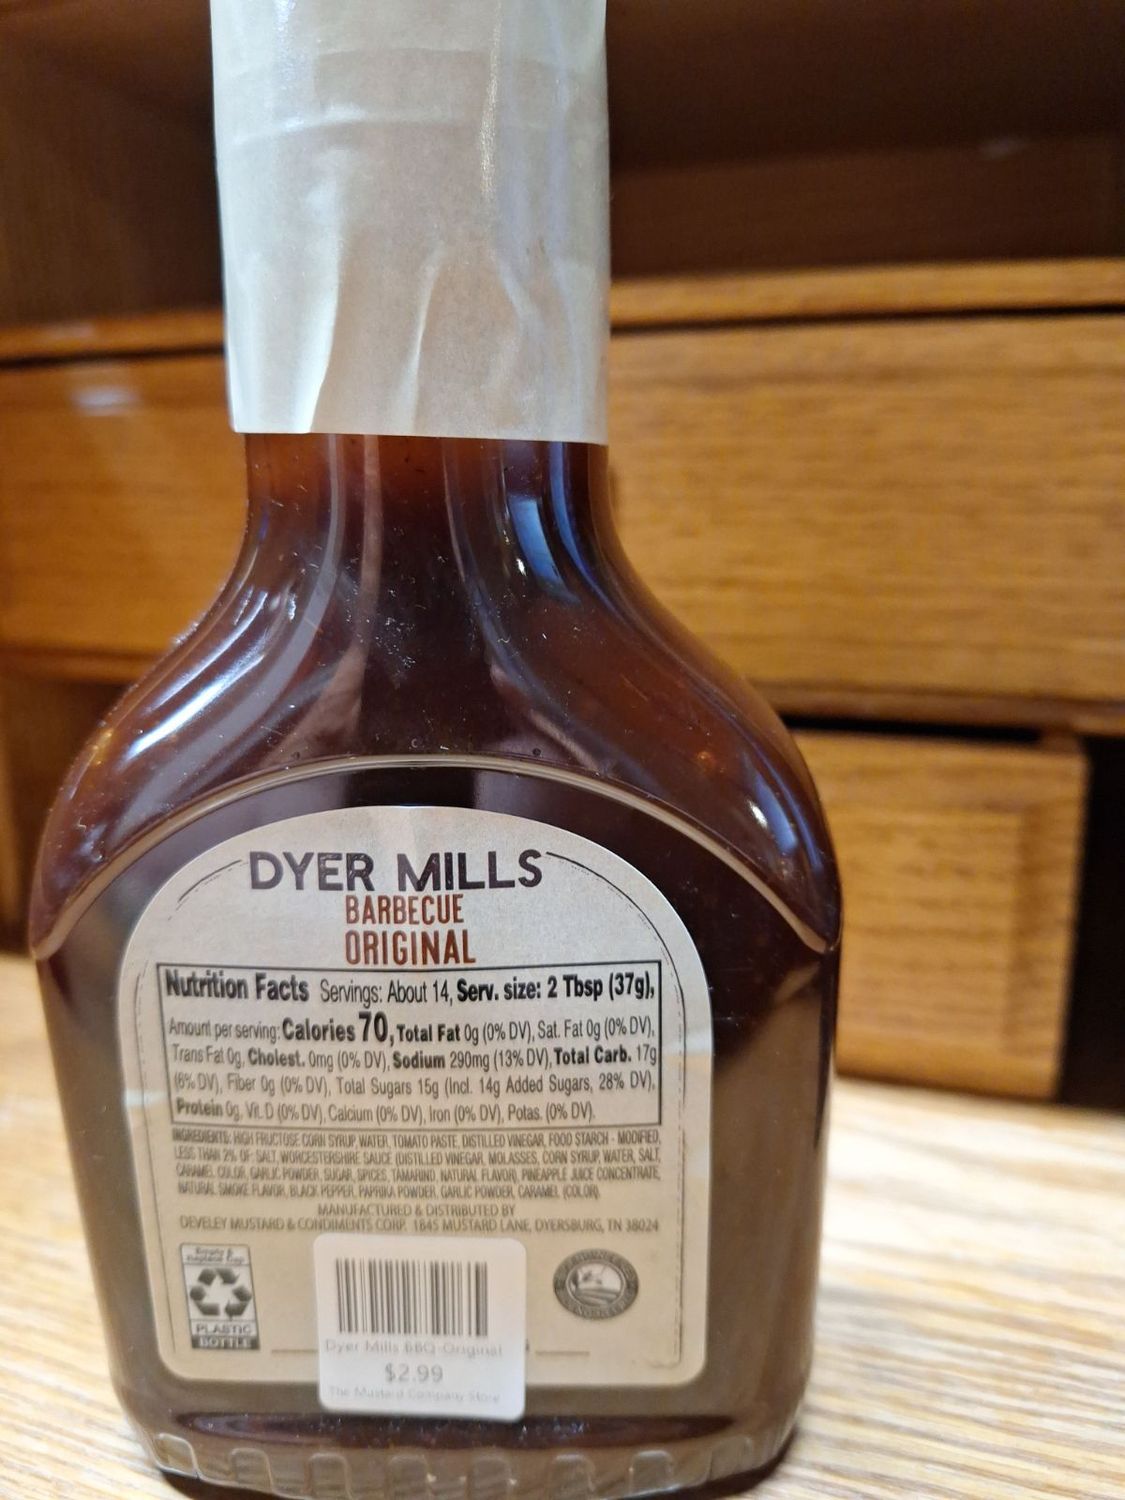 DYER MILLS
BARBECUE
ORIGINAL
Nutrition Facts Servings: About 14, Serv. size: 2 Tbsp (37g),
Amount per serving: Calories 70, Total Fat 0g (0% DV), Sat. Fat 0g (0% DV),
Trans Fat 0g, Cholest. 0mg (0% DV), Sodium 290mg (13% DV), Total Carb. 17g
(6% DV), Fiber 0g (0% DV), Total Sugars 15g (Incl. 14g Added Sugars, 28% DV),
Protein 0g, Vit. D (0% DV), Calcium (0% DV), Iron (0% DV), Potas. (0% DV).
INGREDIENTS: HIGH FRUCTOSE CORN SYRUP, WATER, TOMATO PASTE, DISTILLED VINEGAR, FOOD STARCH - MODIFIED,
LESS THAN 2% OF: SALT, WORCESTERSHIRE SAUCE (DISTILLED VINEGAR, MOLASSES, CORN SYRUP, WATER, SALT,
CARAMEL COLOR, GARLIC POWDER, SUGAR, SPICES, TAMARIND, NATURAL FLAVOR), PINEAPPLE JUICE CONCENTRATE,
NATURAL SMOKE FLAVOR, BLACK PEPPER, PAPRIKA POWDER, GARLIC POWDER, CARAMEL (COLOR).
MANUFACTURED & DISTRIBUTED BY
DEVELEY MUSTARD & CONDIMENTS CORP. 1845 MUSTARD LANE, DYERSBURG, TN 38024
Empty &
Replace Cap
PLASTIC
BOTTLE
Dyer Mills BBQ-Original
$2.99
The Mustard Company Store